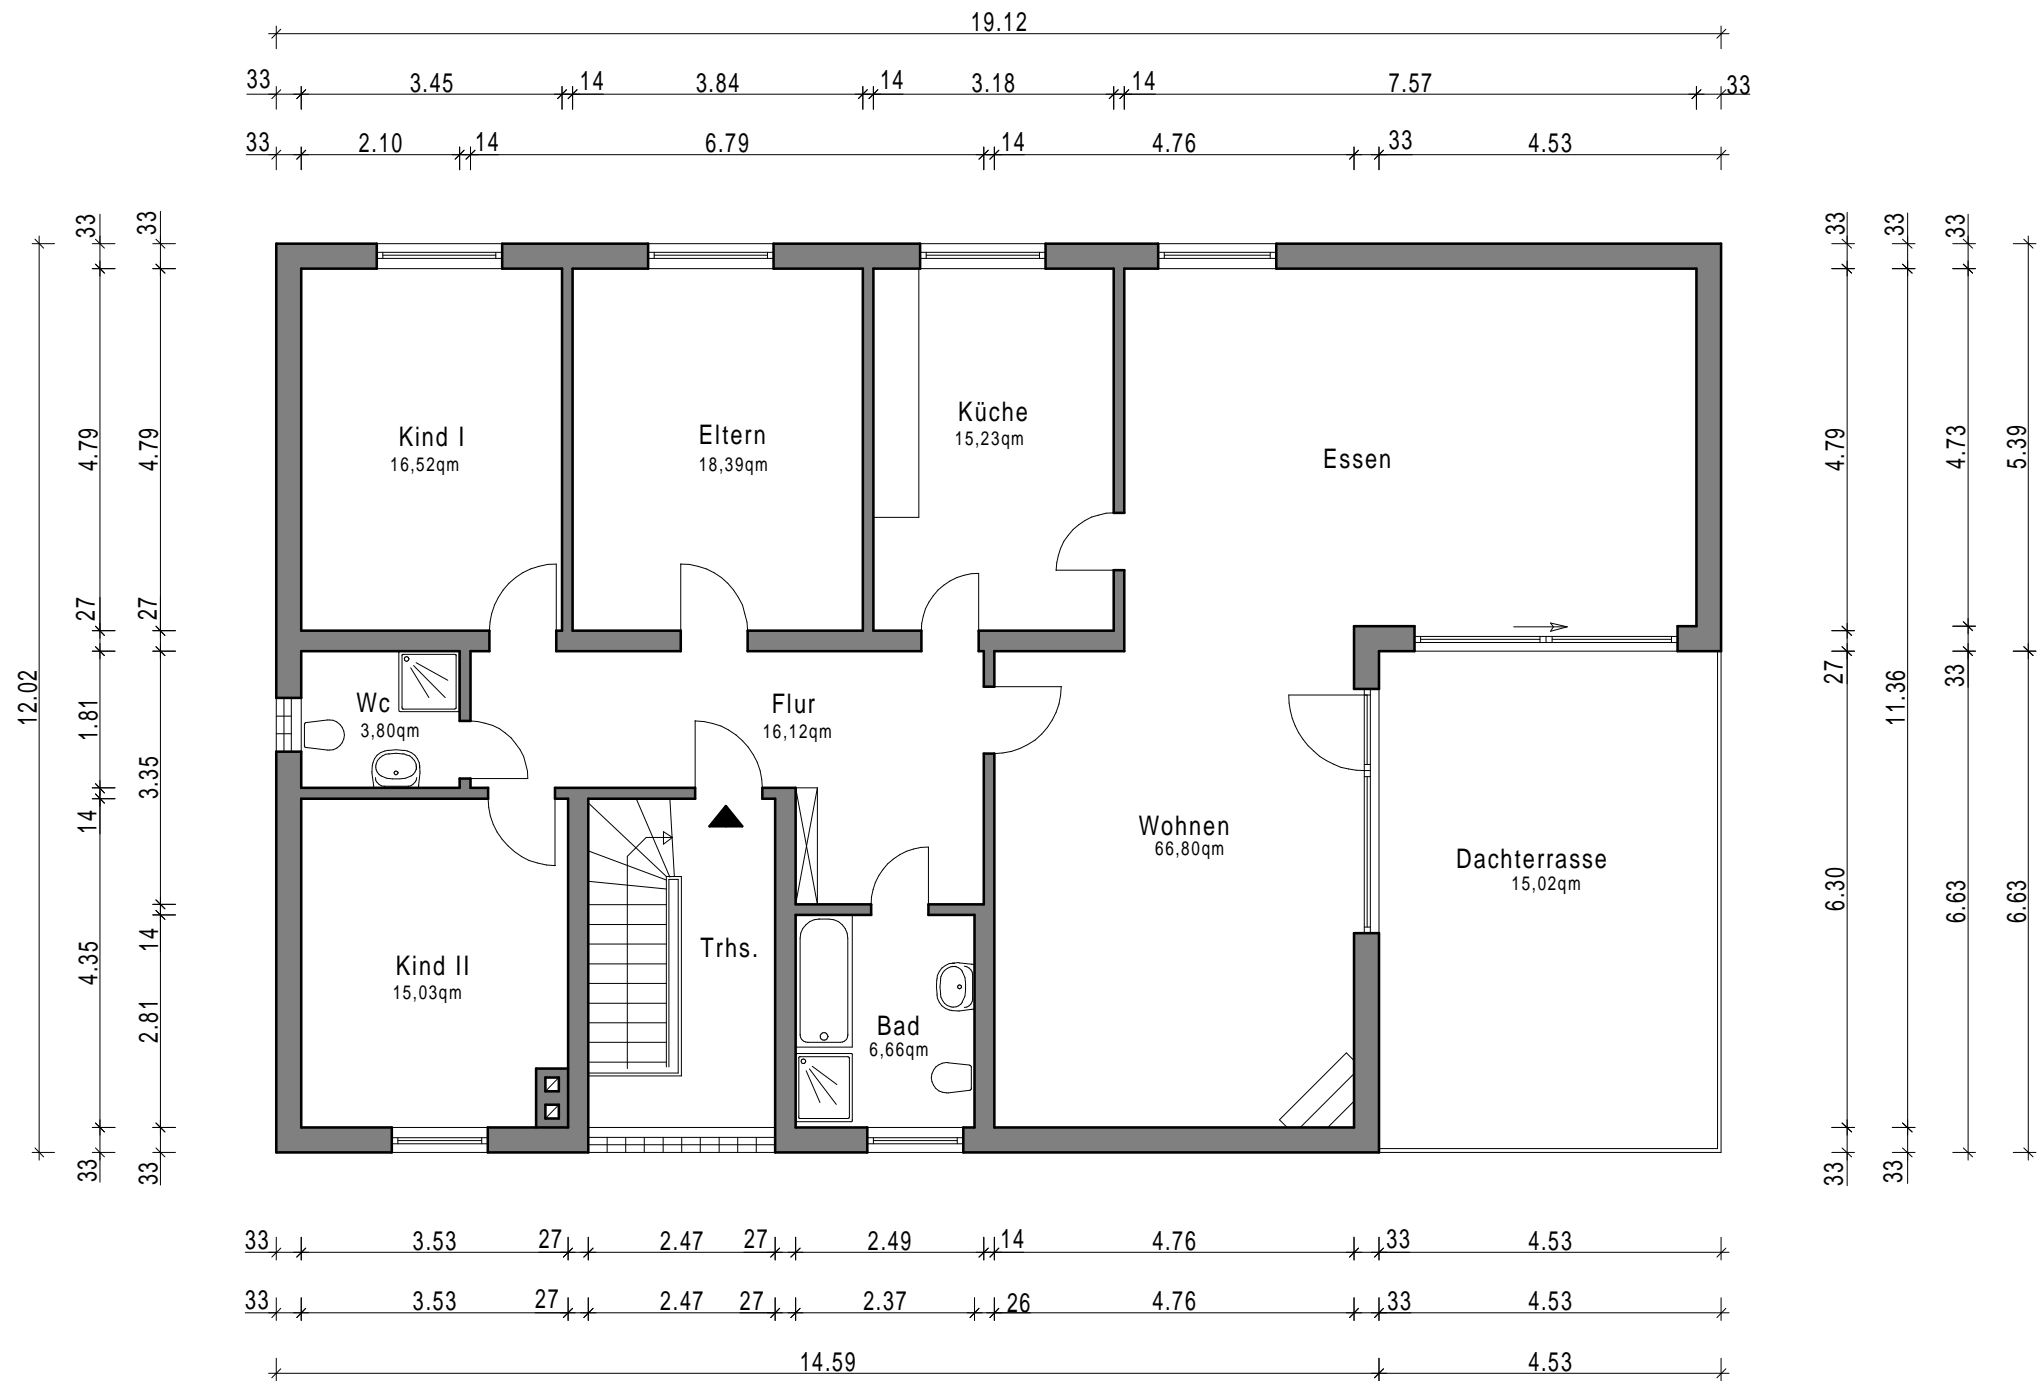 19.12
33 3.45 14 3.84 14 3.18 14 7.57 33
33 2.10 14 6.79 14 4.76 33 4.53
33 33 33 33 33
4.79 4.79 4.79 4.73 5.39
Kind I
16,52qm
Eltern
18,39qm
Küche
15,23qm
Essen
27 27 27 33
12.02 1.81 3.35 11.36
Wc
3,80qm
Flur
16,12qm
14 14
Wohnen
66,80qm
Dachterrasse
15,02qm
4.35 2.81 6.30 6.63 6.63
Kind II
15,03qm
Trhs.
Bad
6,66qm
33 33 33 33
33 3.53 27 2.47 27 2.49 14 4.76 33 4.53
33 3.53 27 2.47 27 2.37 26 4.76 33 4.53
14.59 4.53